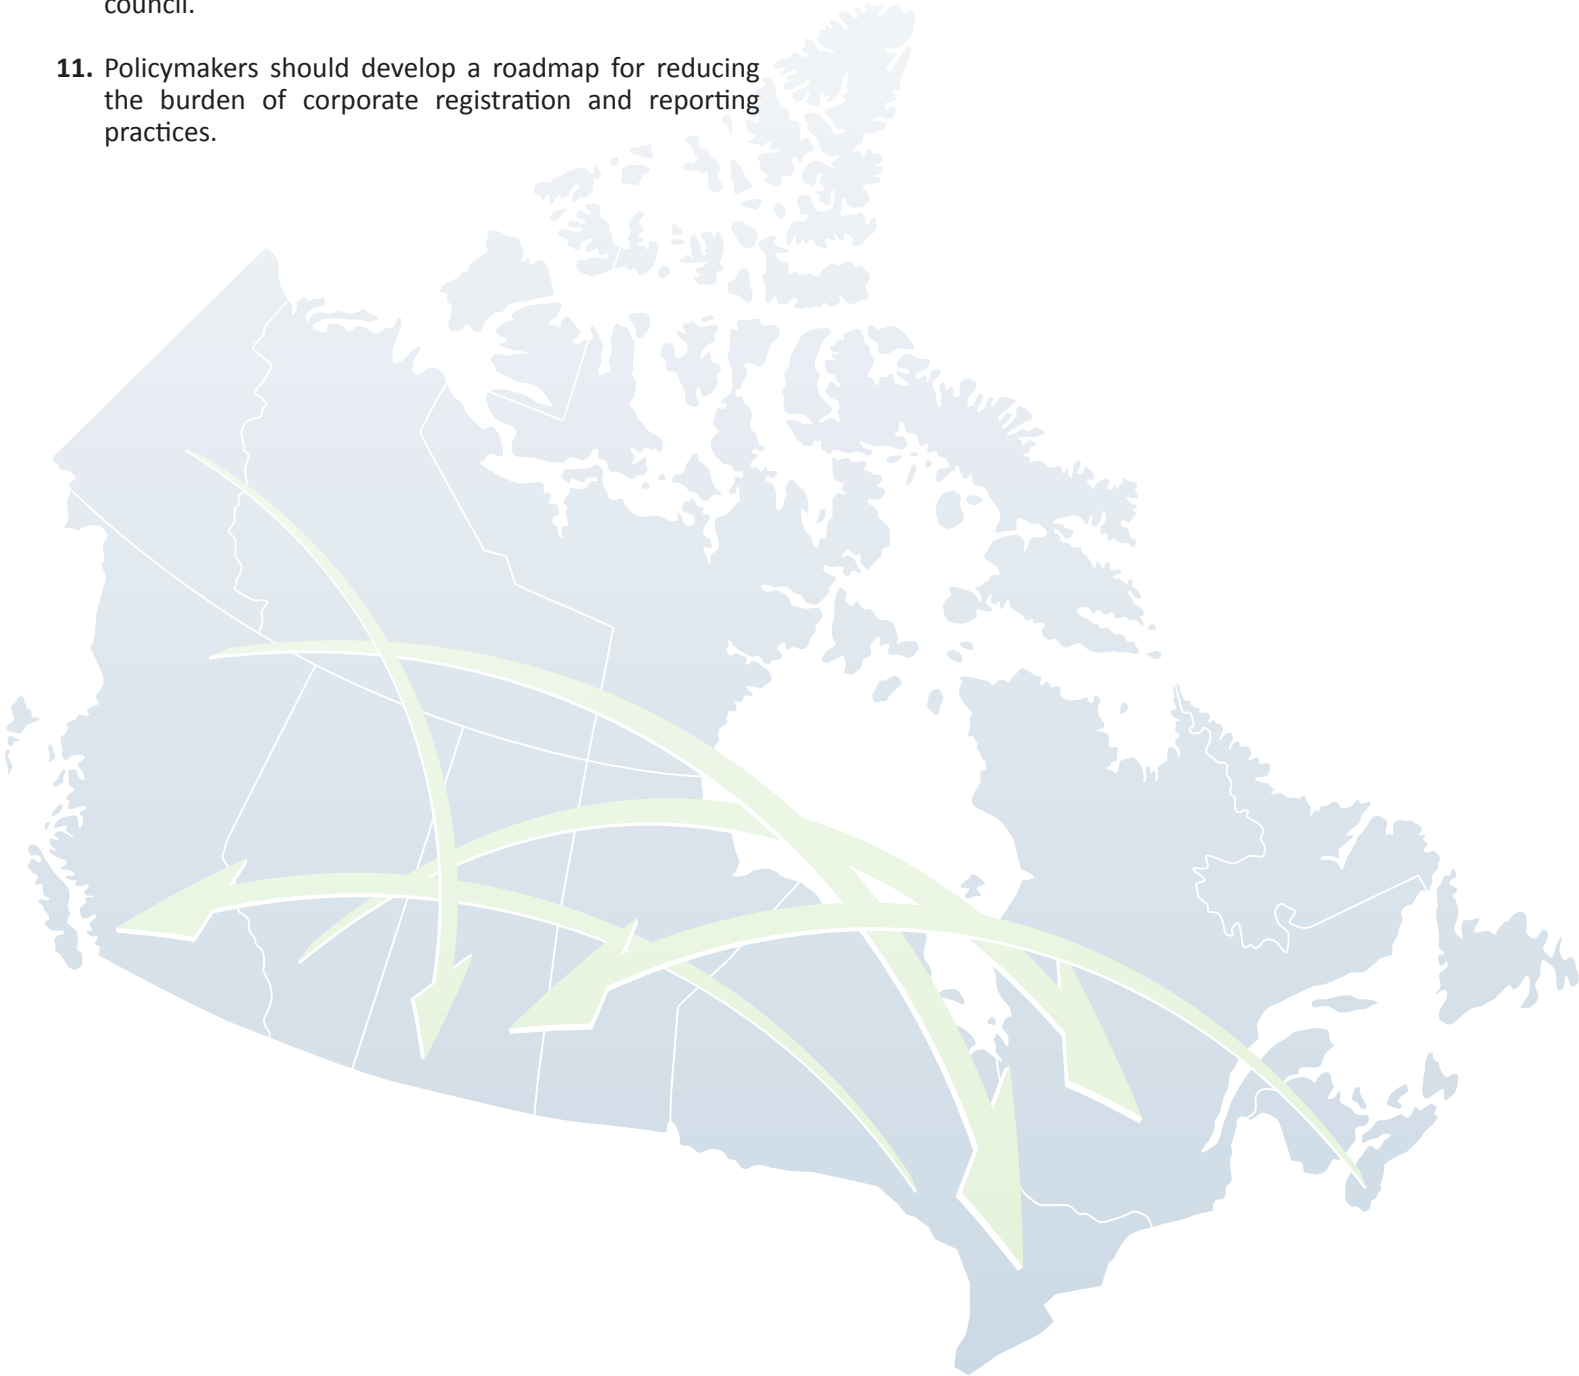 council.
11. Policymakers should develop a roadmap for reducing
the burden of corporate registration and reporting
practices.